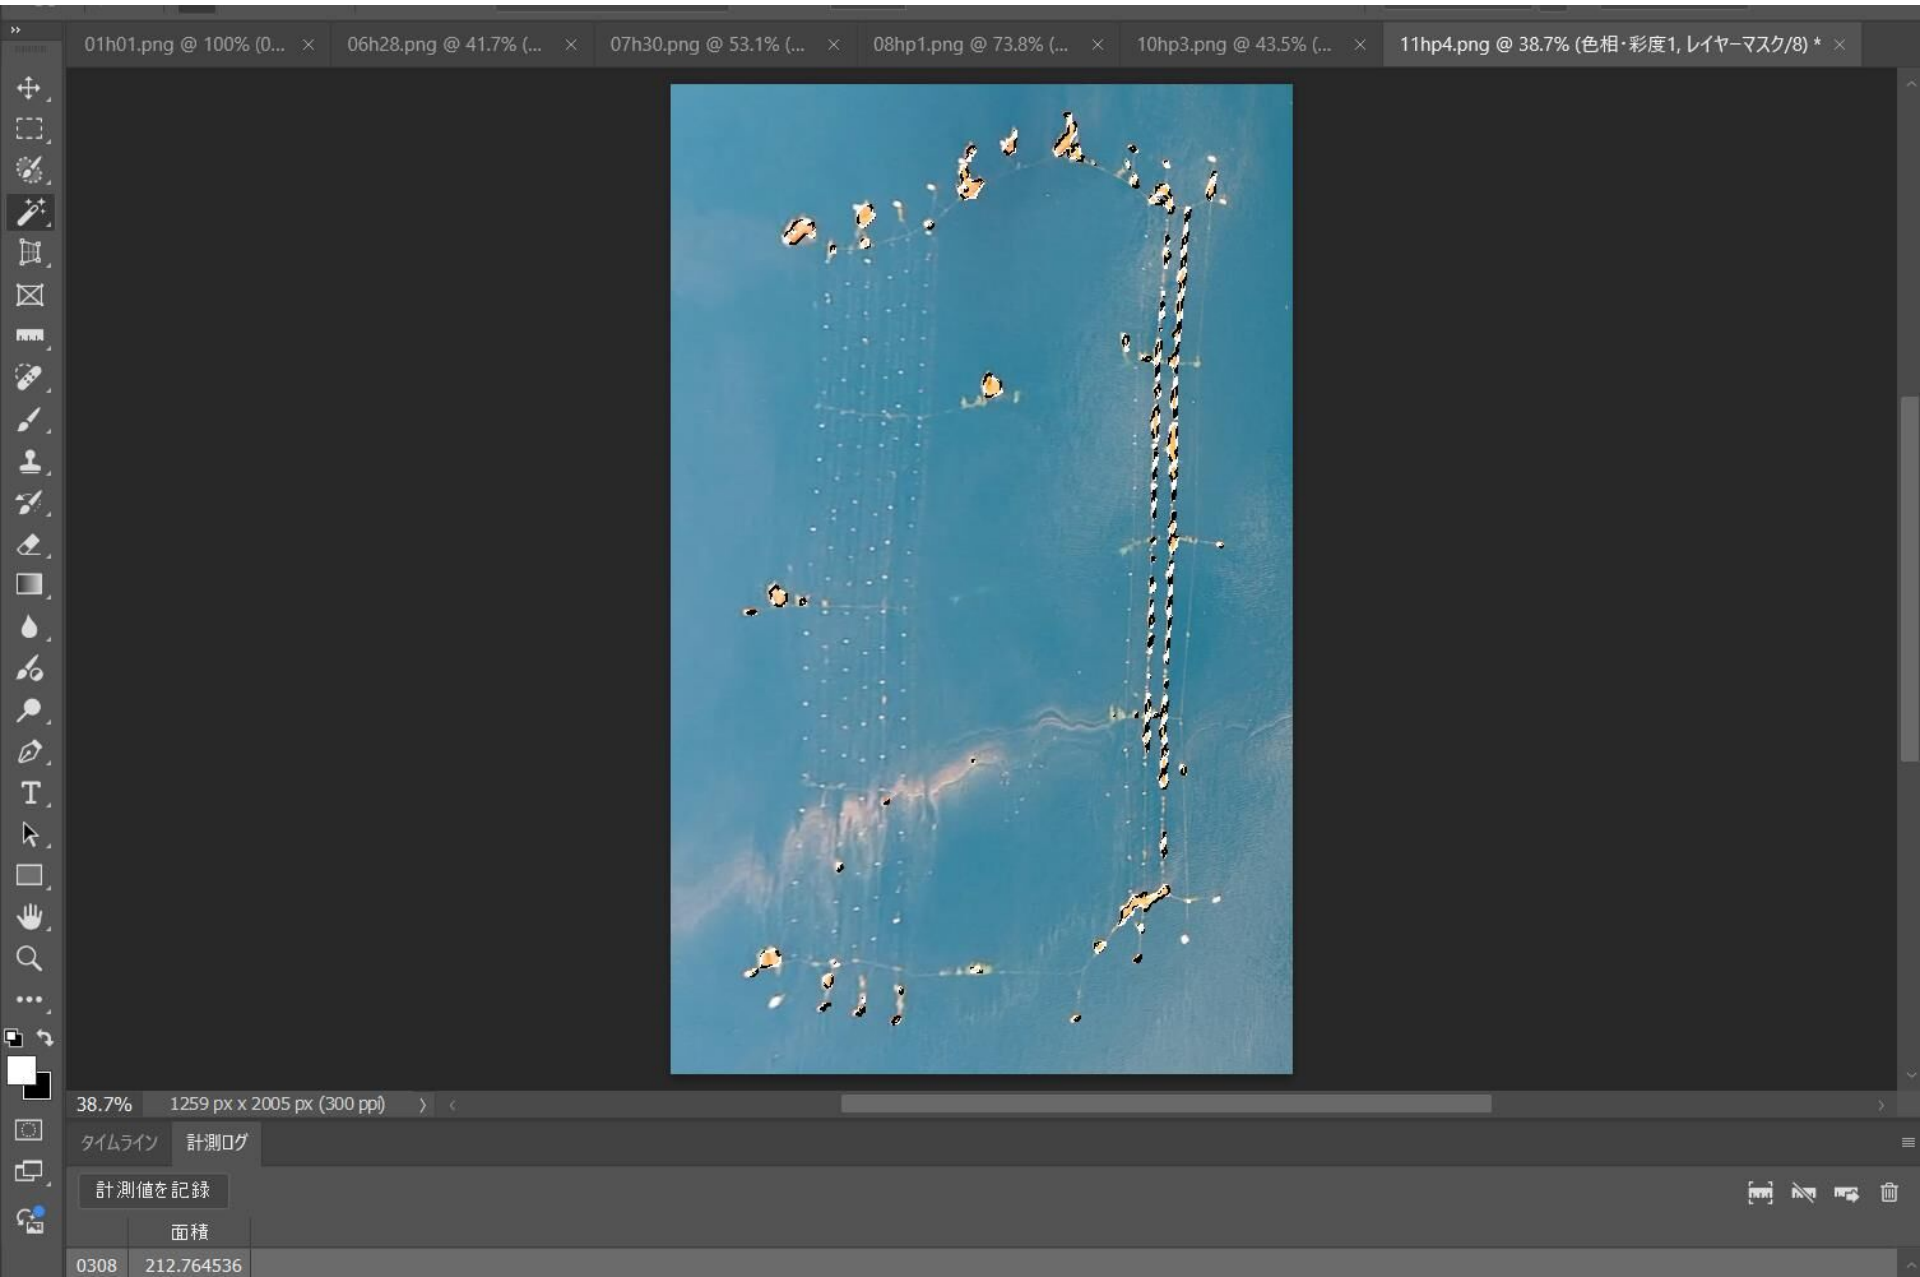 01h01.png @ 100% (0...
06h28.png @ 41.7% (...
07h30.png @ 53.1% (...
08hp1.png @ 73.8% (...
10hp3.png @ 43.5% (...
11hp4.png @ 38.7% (色相・彩度1, レイヤーマスク/8) *
38.7%
1259 px x 2005 px (300 ppi)
タイムライン
計測ログ
計測値を記録
面積
0308 212.764536